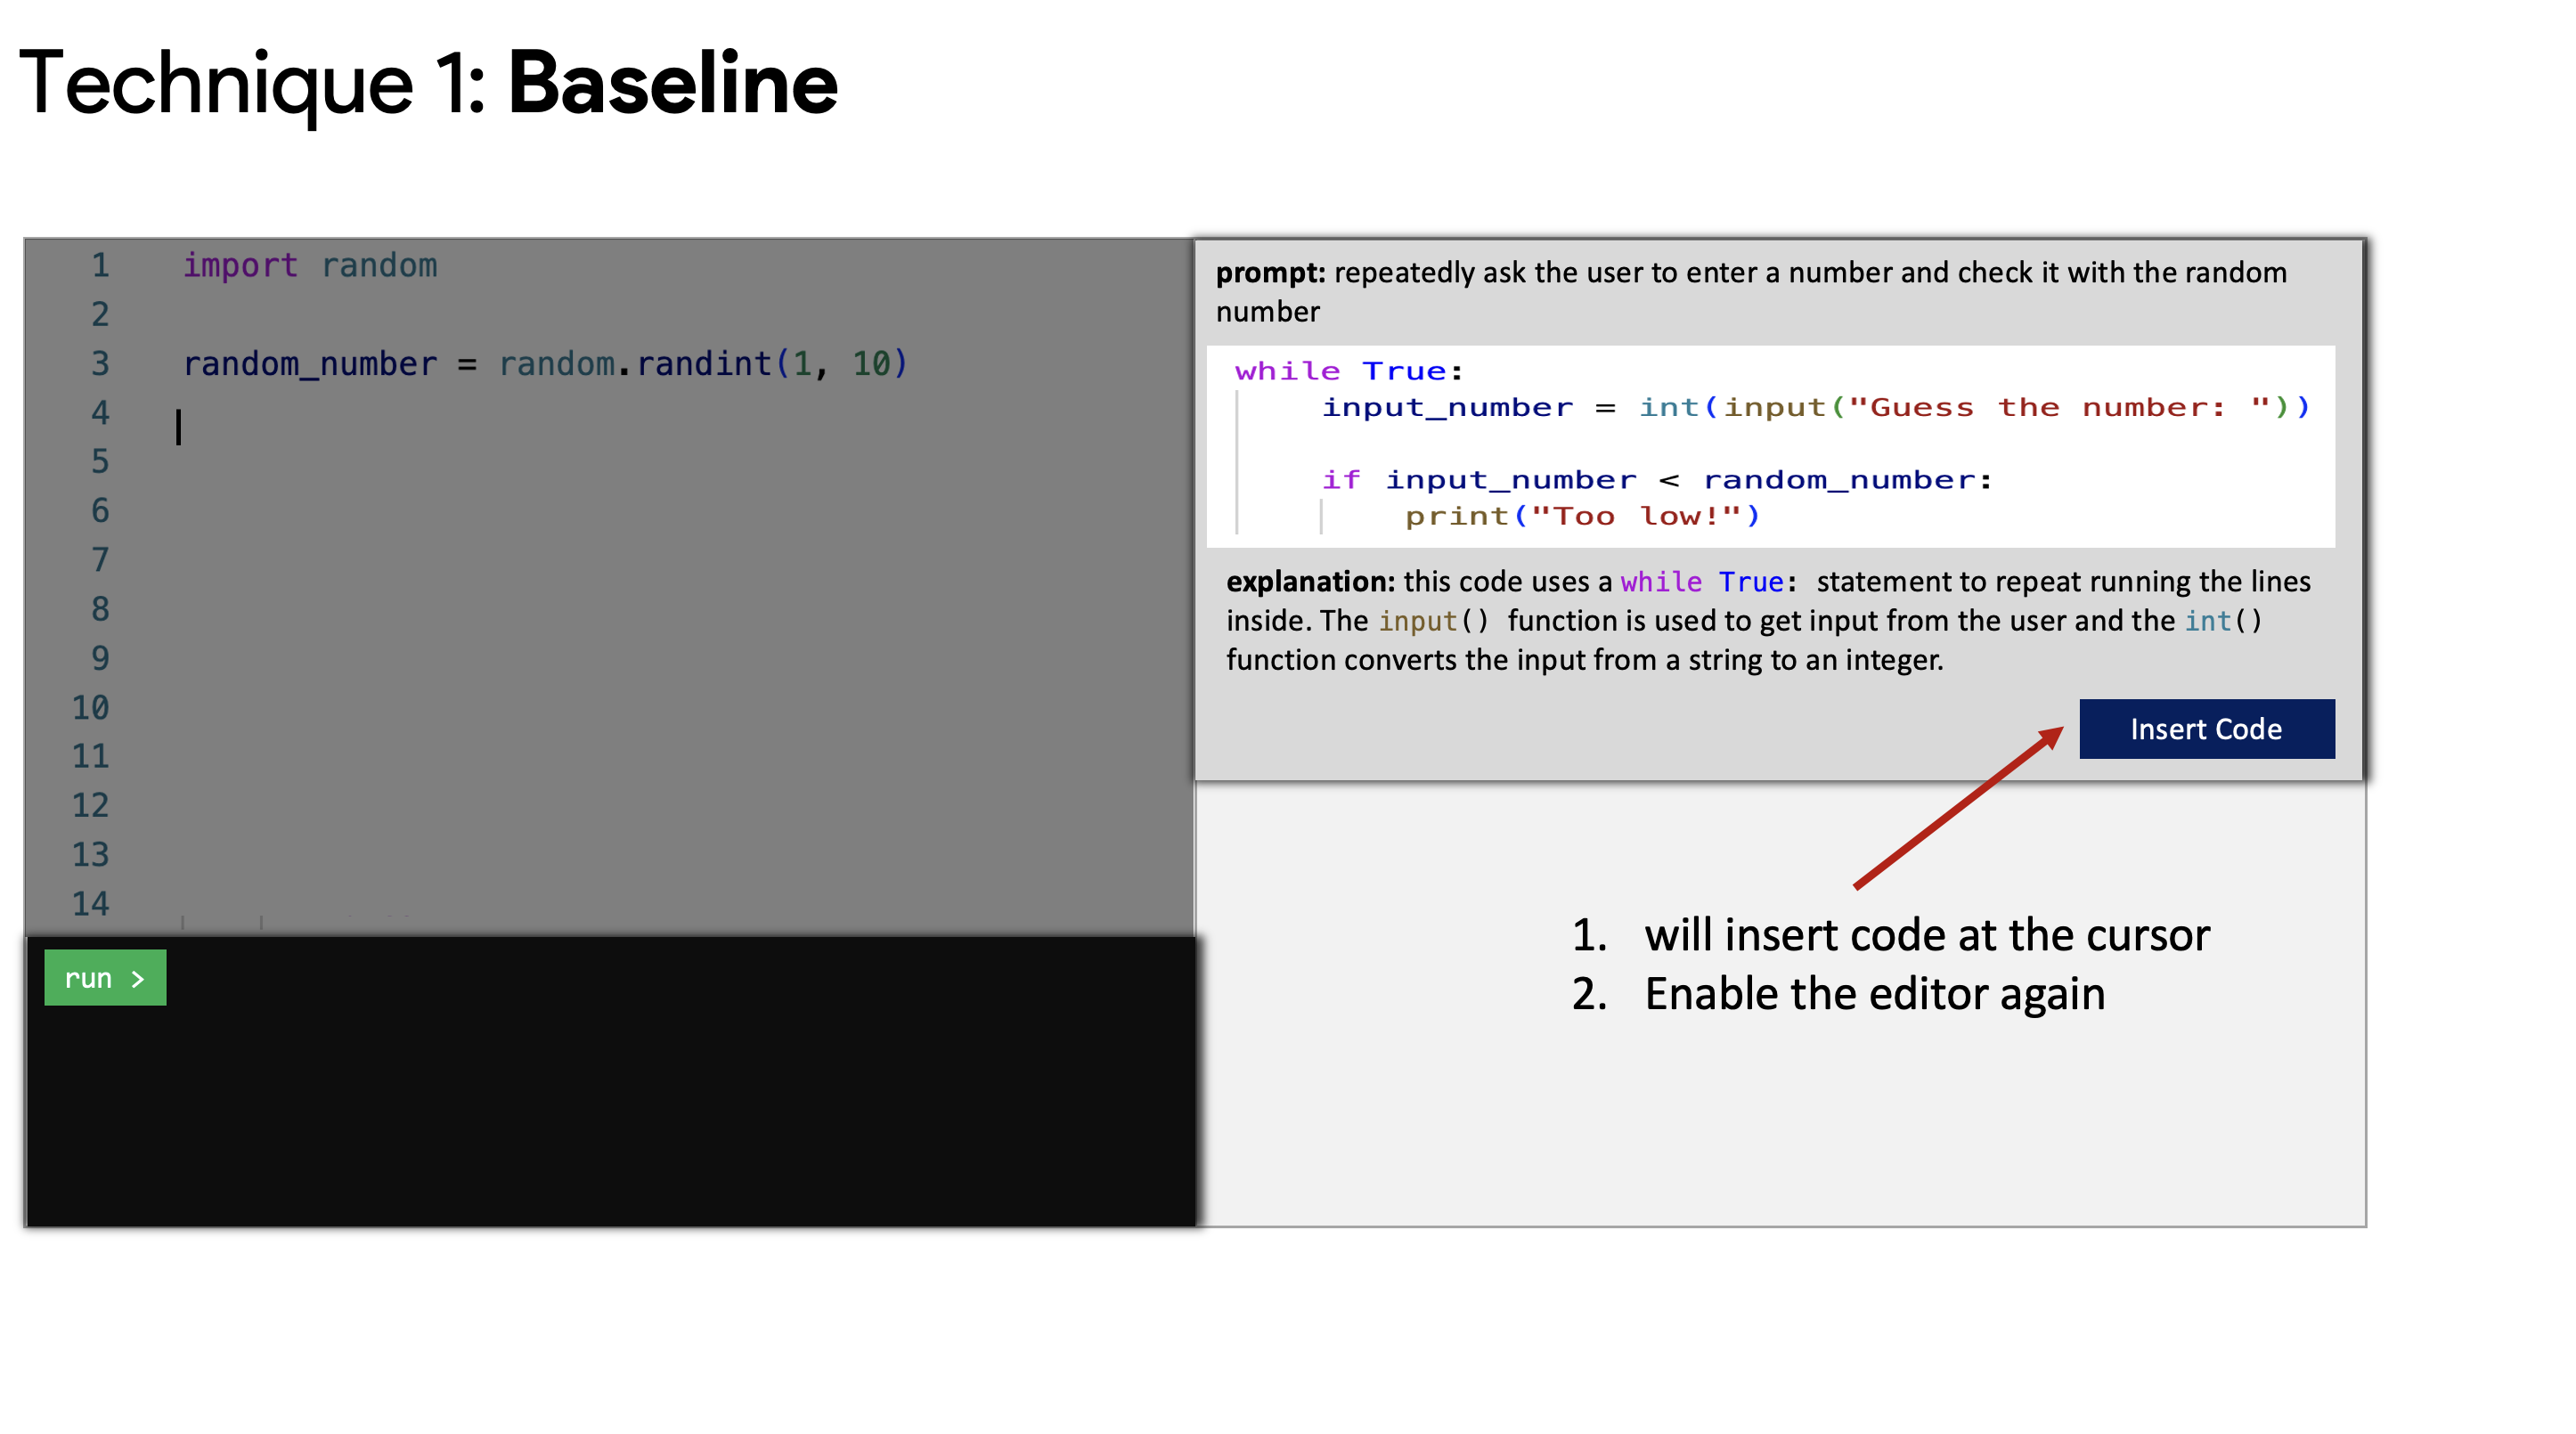 Technique 1: Baseline
1 import random
2
3 random_number = random.randint(1, 10)
4
5
6
7
8
9
10
11
12
13
14
run >
prompt: repeatedly ask the user to enter a number and check it with the random
number
while True:
input_number = int(input("Guess the number: "))
if input_number < random_number:
print("Too low!")
explanation: this code uses a while True: statement to repeat running the lines
inside. The input() function is used to get input from the user and the int()
function converts the input from a string to an integer.
Insert Code
1. will insert code at the cursor
2. Enable the editor again